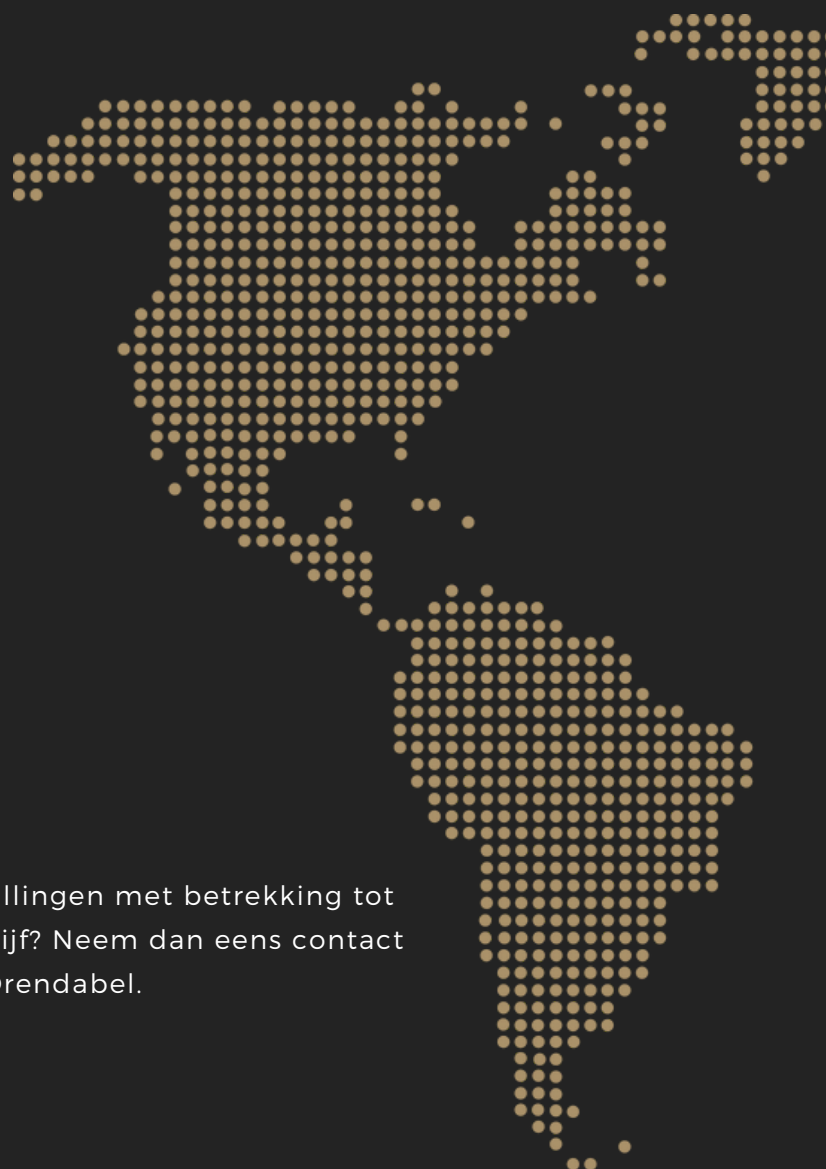 llingen met betrekking tot
ijf? Neem dan eens contact
rendabel.